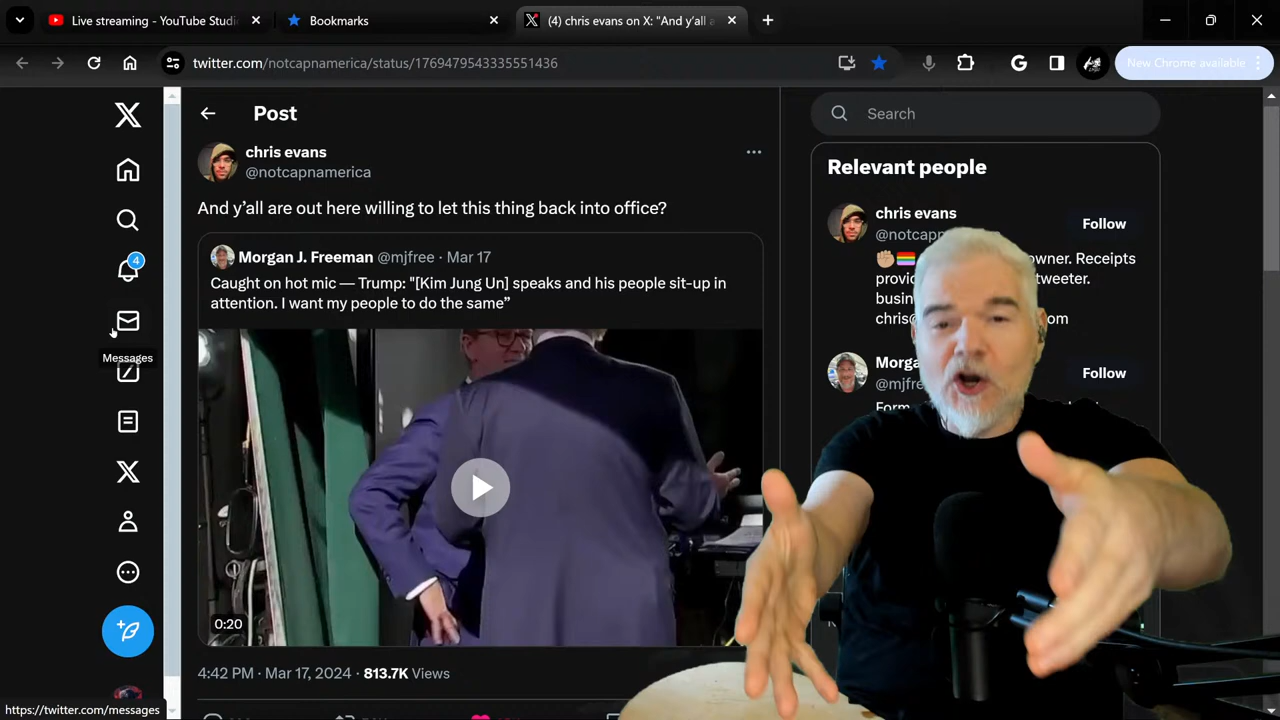 Live streaming - YouTube Studi
Bookmarks
(4) chris evans on X: "And y'all a
twitter.com/notcapnamerica/status/1769479543335551436
New Chrome available
Post
Search
chris evans
@notcapnamerica
And y'all are out here willing to let this thing back into office?
Morgan J. Freeman @mjfree · Mar 17
Caught on hot mic — Trump: "[Kim Jung Un] speaks and his people sit-up in
attention. I want my people to do the same"
0:20
4:42 PM · Mar 17, 2024 · 813.7K Views
4
Messages
https://twitter.com/messages
Relevant people
chris evans
Follow
@notcapn
owner. Receipts
provi
tweeter.
busin
chris@
om
Morga
Follow
@mjfre